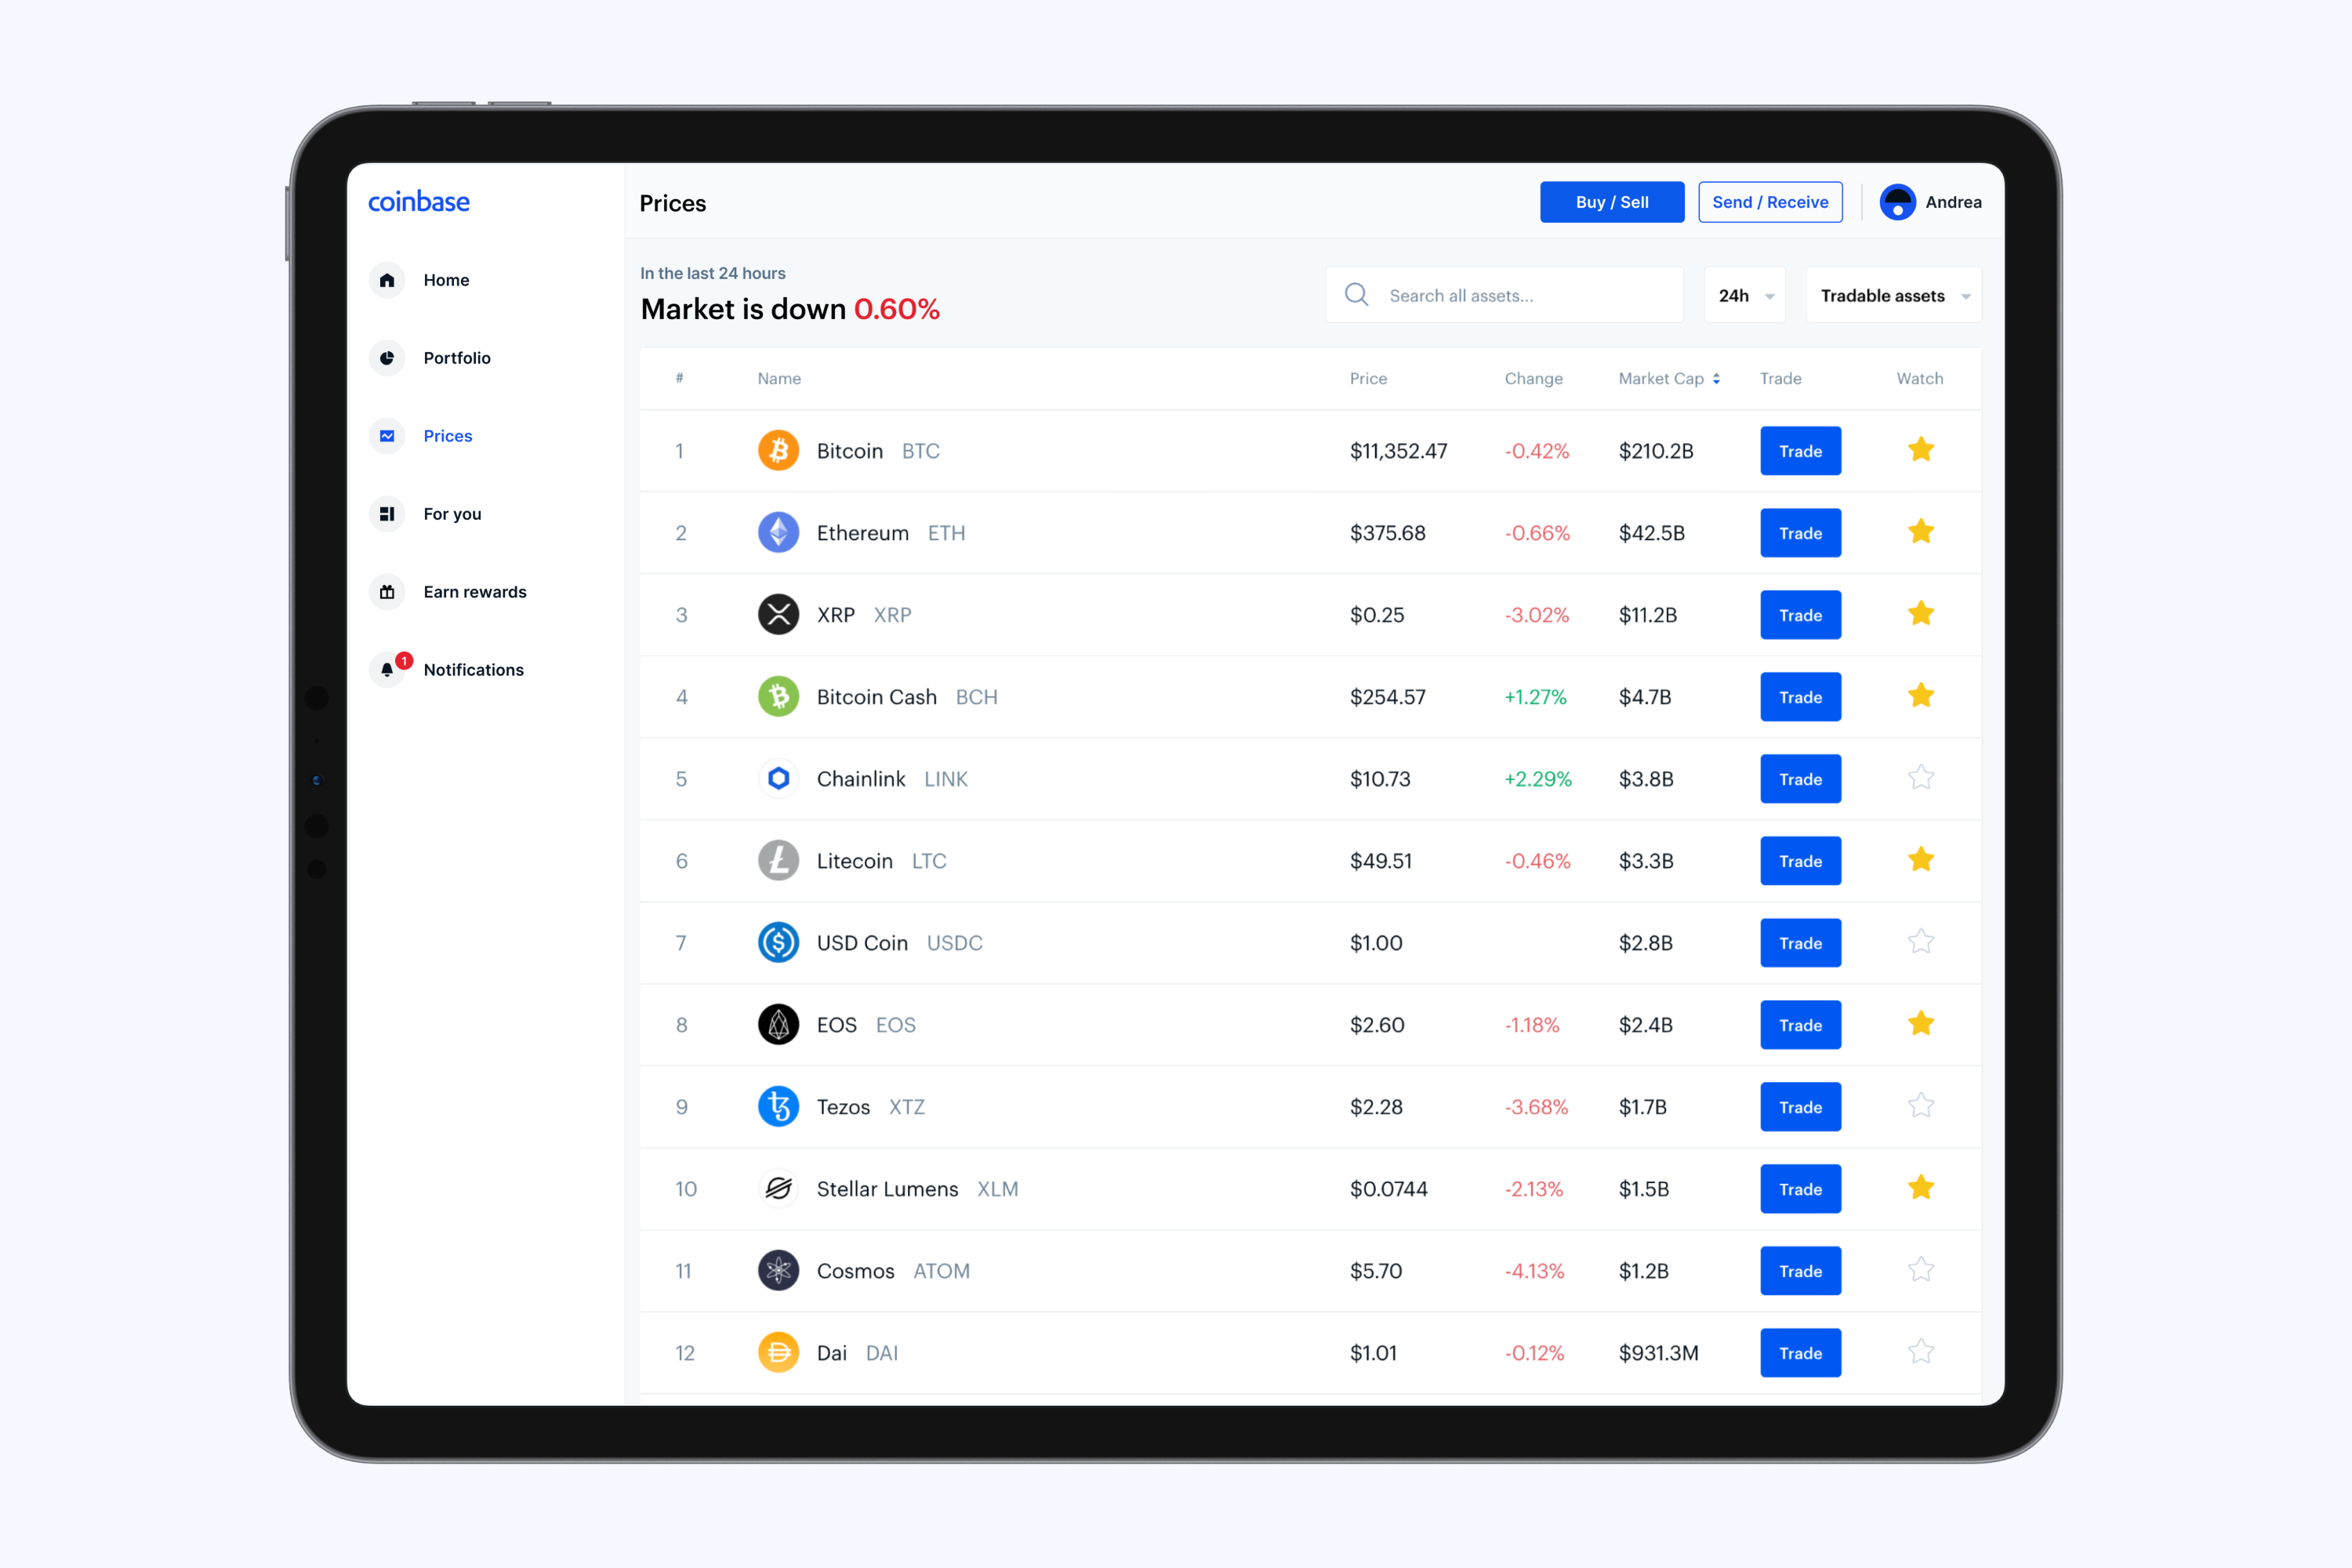 coinbase
Home
Portfolio
Prices
For you
Earn rewards
1
Notifications
Prices
Buy / Sell
Send / Receive
Andrea
In the last 24 hours
Market is down 0.60%
Search all assets...
24h
Tradable assets
# Name Price Change Market Cap Trade Watch
1 Bitcoin BTC $11,352.47 -0.42% $210.2B Trade
2 Ethereum ETH $375.68 -0.66% $42.5B Trade
3 XRP XRP $0.25 -3.02% $11.2B Trade
4 Bitcoin Cash BCH $254.57 +1.27% $4.7B Trade
5 Chainlink LINK $10.73 +2.29% $3.8B Trade
6 Litecoin LTC $49.51 -0.46% $3.3B Trade
7 USD Coin USDC $1.00 $2.8B Trade
8 EOS EOS $2.60 -1.18% $2.4B Trade
9 Tezos XTZ $2.28 -3.68% $1.7B Trade
10 Stellar Lumens XLM $0.0744 -2.13% $1.5B Trade
11 Cosmos ATOM $5.70 -4.13% $1.2B Trade
12 Dai DAI $1.01 -0.12% $931.3M Trade